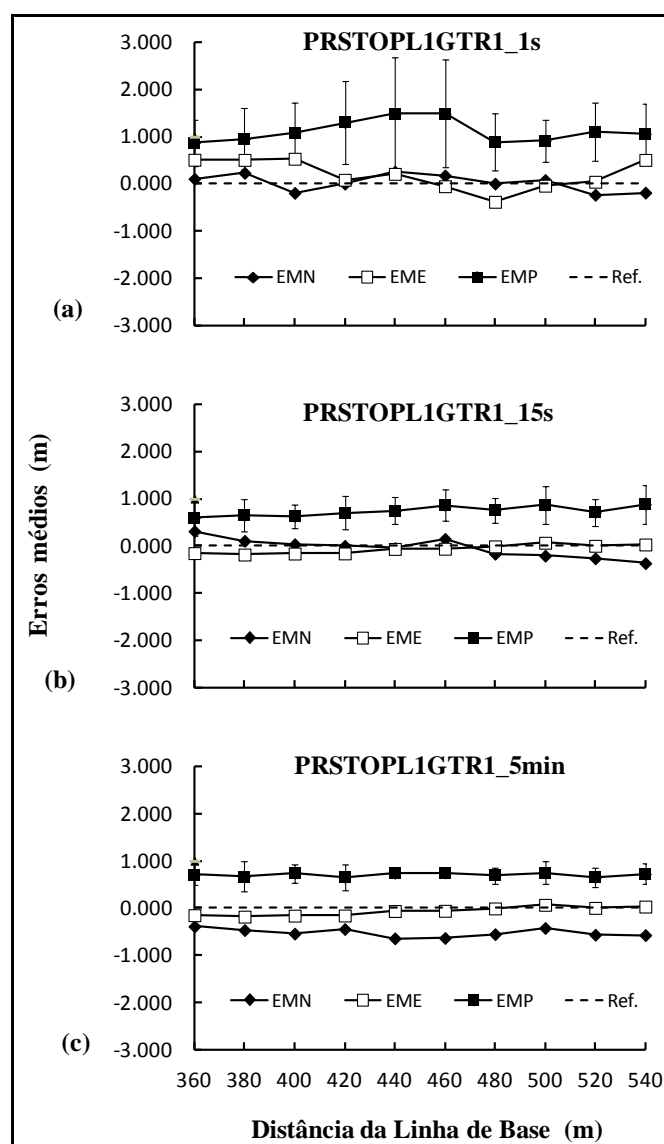 PRSTOPL1GTR1_1s
3.000
2.000
1.000
0.000
-1.000
-2.000
-3.000
EMN EME EMP Ref.
(a)
PRSTOPL1GTR1_15s
3.000
2.000
1.000
0.000
-1.000
-2.000
-3.000
EMN EME EMP Ref.
(b)
Erros médios (m)
PRSTOPL1GTR1_5min
3.000
2.000
1.000
0.000
-1.000
-2.000
-3.000
EMN EME EMP Ref.
(c)
360 380 400 420 440 460 480 500 520 540
Distância da Linha de Base (m)